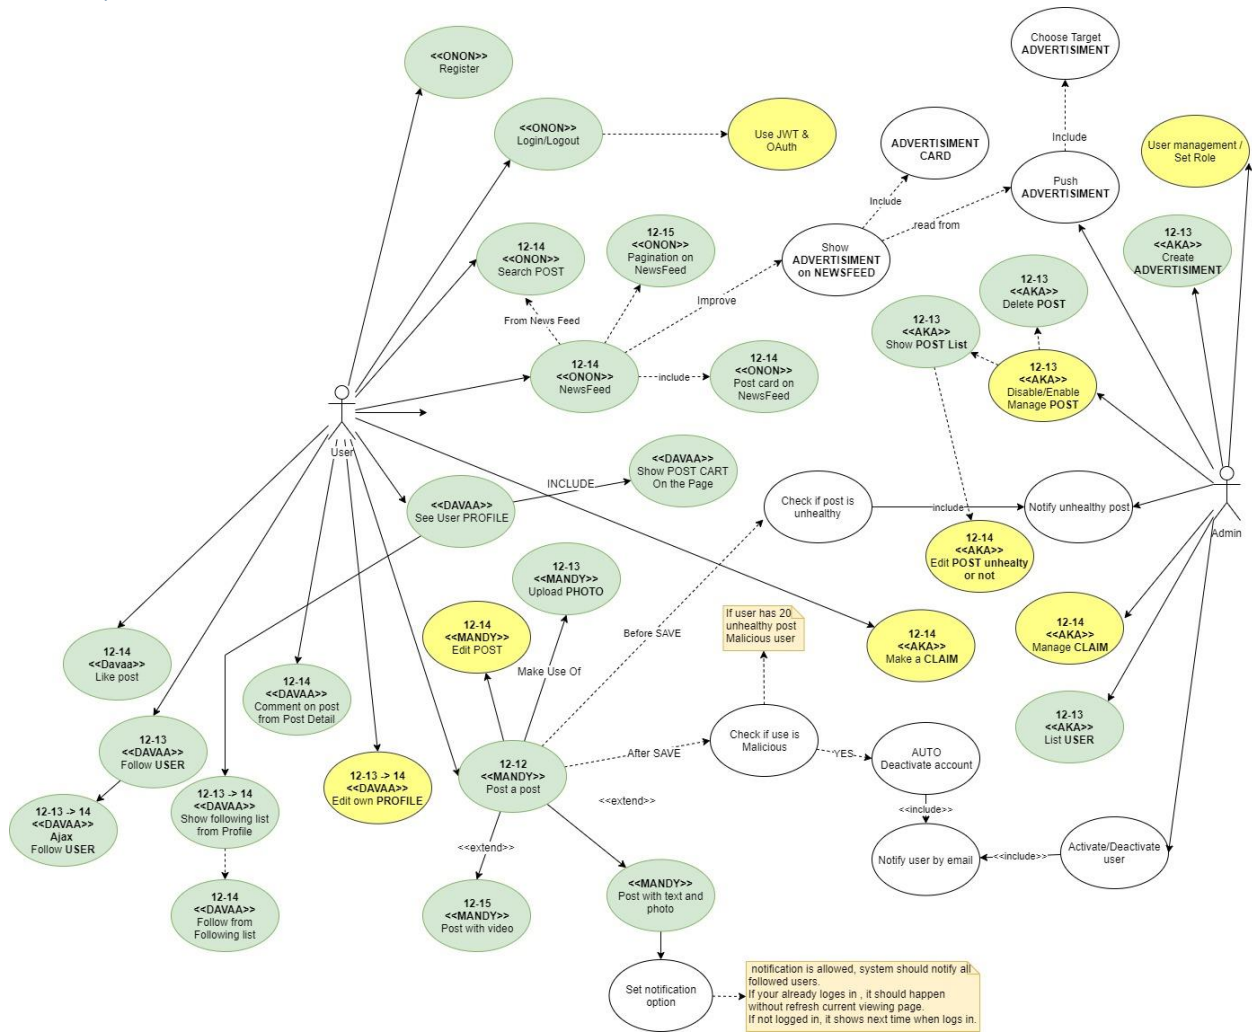 Choose Target
ADVERTISIMENT
<<ONON>>
Register
<<ONON>>
Login/Logout
Use JWT &
OAuth
ADVERTISIMENT
CARD
Include
User management /
Set Role
Push
ADVERTISIMENT
Include
read from
12-14
<<ONON>>
Search POST
12-15
<<ONON>>
Pagination on
NewsFeed
Show
ADVERTISIMENT
on NEWSFEED
12-13
<<AKA>>
Create
ADVERTISIMENT
12-13
<<AKA>>
Delete POST
Improve
From News Feed
12-13
<<AKA>>
Show POST List
12-14
<<ONON>>
NewsFeed
include
12-14
<<ONON>>
Post card on
NewsFeed
12-13
<<AKA>>
Disable/Enable
Manage POST
User
<<DAVAA>>
Show POST CART
On the Page
INCLUDE
<<DAVAA>>
See User PROFILE
Check if post is
unhealthy
include
Notify unhealthy post
Admin
12-14
<<AKA>>
Edit POST unhealty
or not
12-13
<<MANDY>>
Upload PHOTO
If user has 20
unhealthy post
Malicious user
Before SAVE
12-14
<<MANDY>>
Edit POST
12-14
<<AKA>>
Make a CLAIM
12-14
<<AKA>>
Manage CLAIM
12-14
<<Davaa>>
Like post
Make Use Of
12-14
<<DAVAA>>
Comment on post
from Post Detail
12-13
<<AKA>>
List USER
Check if use is
Malicious
After SAVE
YES
AUTO
Deactivate account
12-13
<<DAVAA>>
Follow USER
12-12
<<MANDY>>
Post a post
12-13 -> 14
<<DAVAA>>
Edit own PROFILE
12-13 -> 14
<<DAVAA>>
Show following list
from Profile
<<extend>>
<<include>>
12-13 -> 14
<<DAVAA>>
Ajax
Follow USER
<<extend>>
Notify user by email
<<include>>
Activate/Deactivate
user
12-14
<<DAVAA>>
Follow from
Following list
12-15
<<MANDY>>
Post with video
<<MANDY>>
Post with text and
photo
Set notification
option
notification is allowed, system should notify all
followed users.
If your already loges in , it should happen
without refresh current viewing page.
If not logged in, it shows next time when logs in.